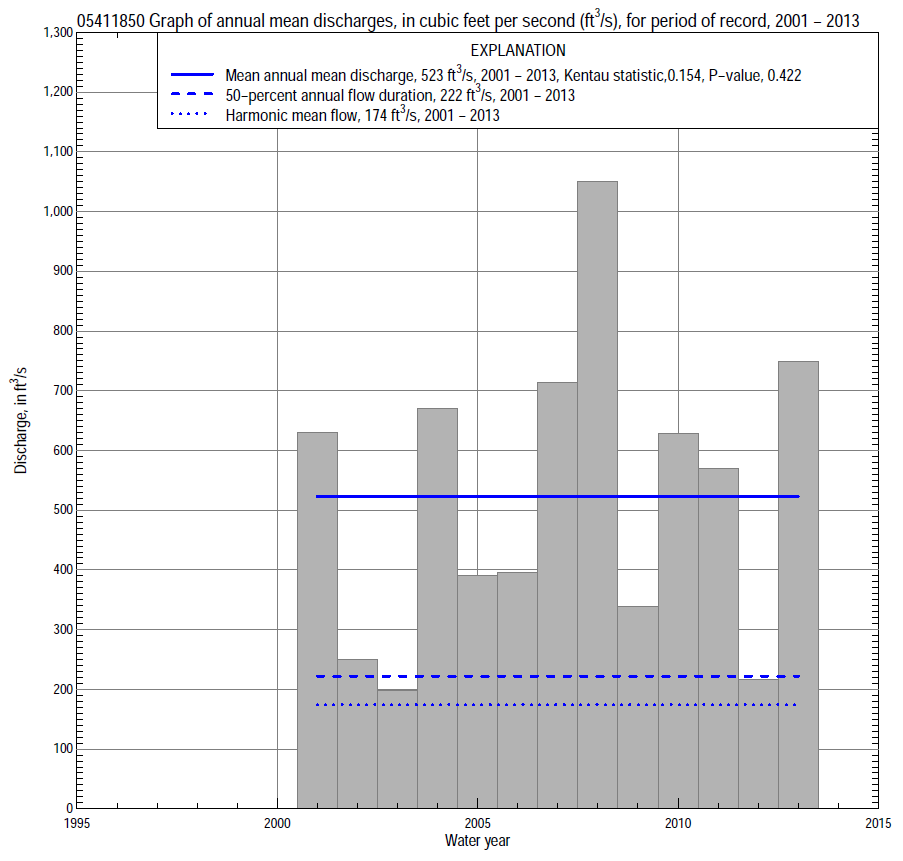 05411850 Graph of annual mean discharges, in cubic feet per second (ft³/s), for period of record, 2001 – 2013
EXPLANATION
Mean annual mean discharge, 523 ft³/s, 2001 – 2013, Kentau statistic,0.154, P–value, 0.422
50–percent annual flow duration, 222 ft³/s, 2001 – 2013
Harmonic mean flow, 174 ft³/s, 2001 – 2013
1,300
1,200
1,100
1,000
900
800
700
600
500
400
300
200
100
0
Discharge, in ft³/s
1995
2000
2005
2010
2015
Water year